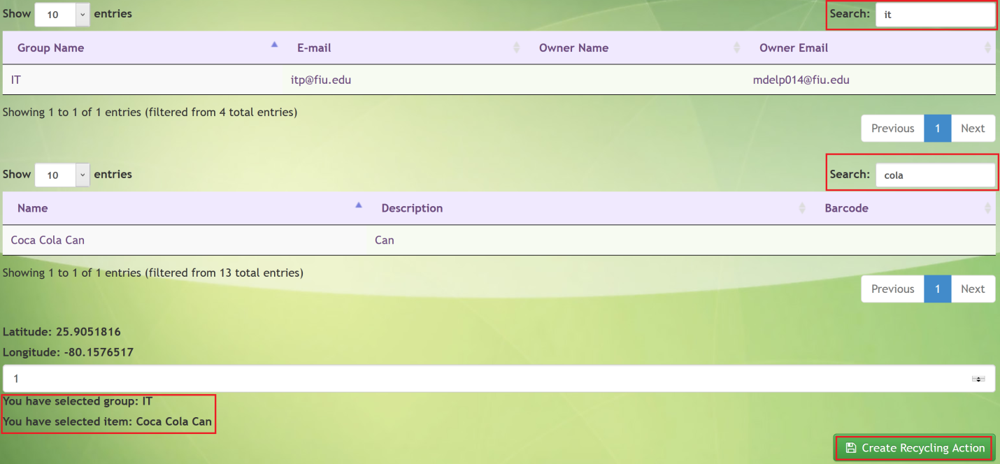 Show 10 entries Search: it
Group Name E-mail Owner Name Owner Email
IT itp@fiu.edu mdelp014@fiu.edu
Showing 1 to 1 of 1 entries (filtered from 4 total entries)
Previous 1 Next
Show 10 entries Search: cola
Name Description Barcode
Coca Cola Can Can
Showing 1 to 1 of 1 entries (filtered from 13 total entries)
Previous 1 Next
Latitude: 25.9051816
Longitude: -80.1576517
1
You have selected group: IT
You have selected item: Coca Cola Can
Create Recycling Action